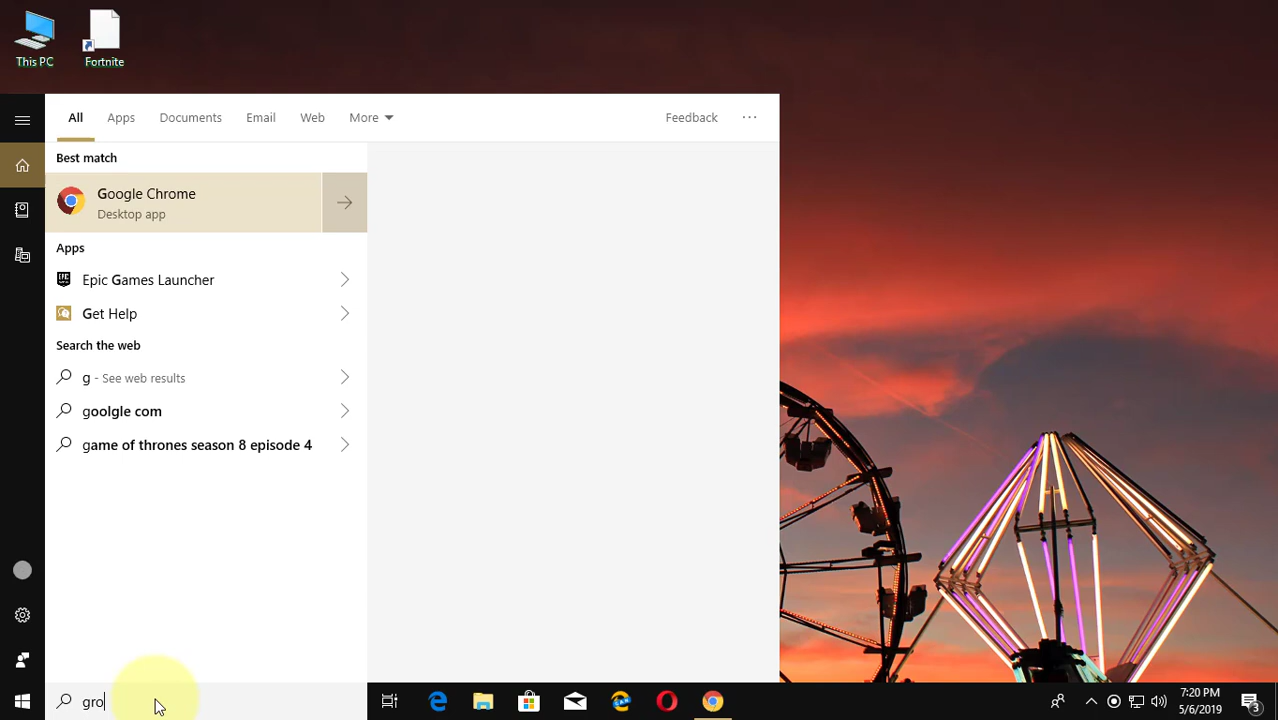 This PC
Fortnite
All Apps Documents Email Web More Feedback ...
Best match
Google Chrome
Desktop app
Apps
Epic Games Launcher
Get Help
Search the web
g - See web results
goolgle com
game of thrones season 8 episode 4
gro
7:20 PM
5/6/2019
3